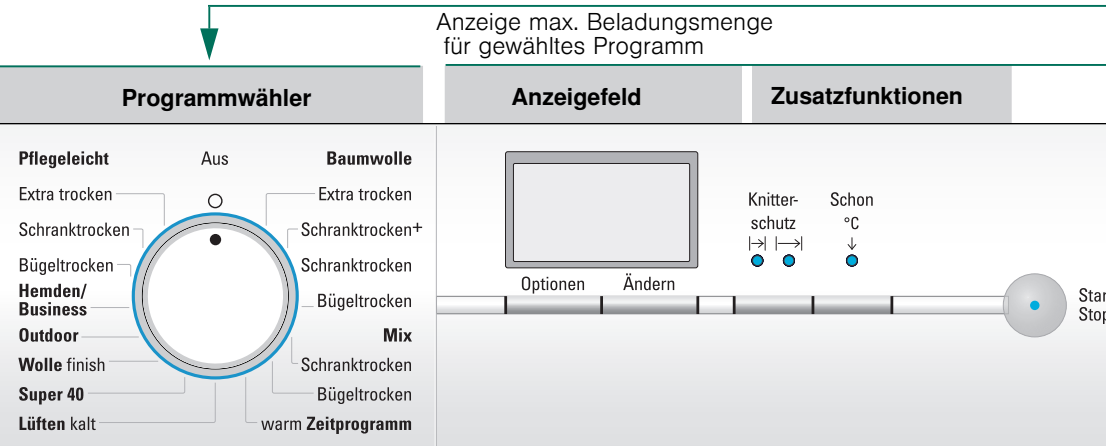 Anzeige max. Beladungsmenge
für gewähltes Programm
Programmwähler
Anzeigefeld
Zusatzfunktionen
Pflegeleicht
Extra trocken
Schranktrocken
Bügeltrocken
Hemden/
Business
Outdoor
Wolle finish
Super 40
Lüften kalt
Aus
Baumwolle
Extra trocken
Schranktrocken+
Schranktrocken
Bügeltrocken
Mix
Schranktrocken
Bügeltrocken
warm Zeitprogramm
Optionen
Ändern
Knitter-
schutz
Schon
°C
Star
Stop